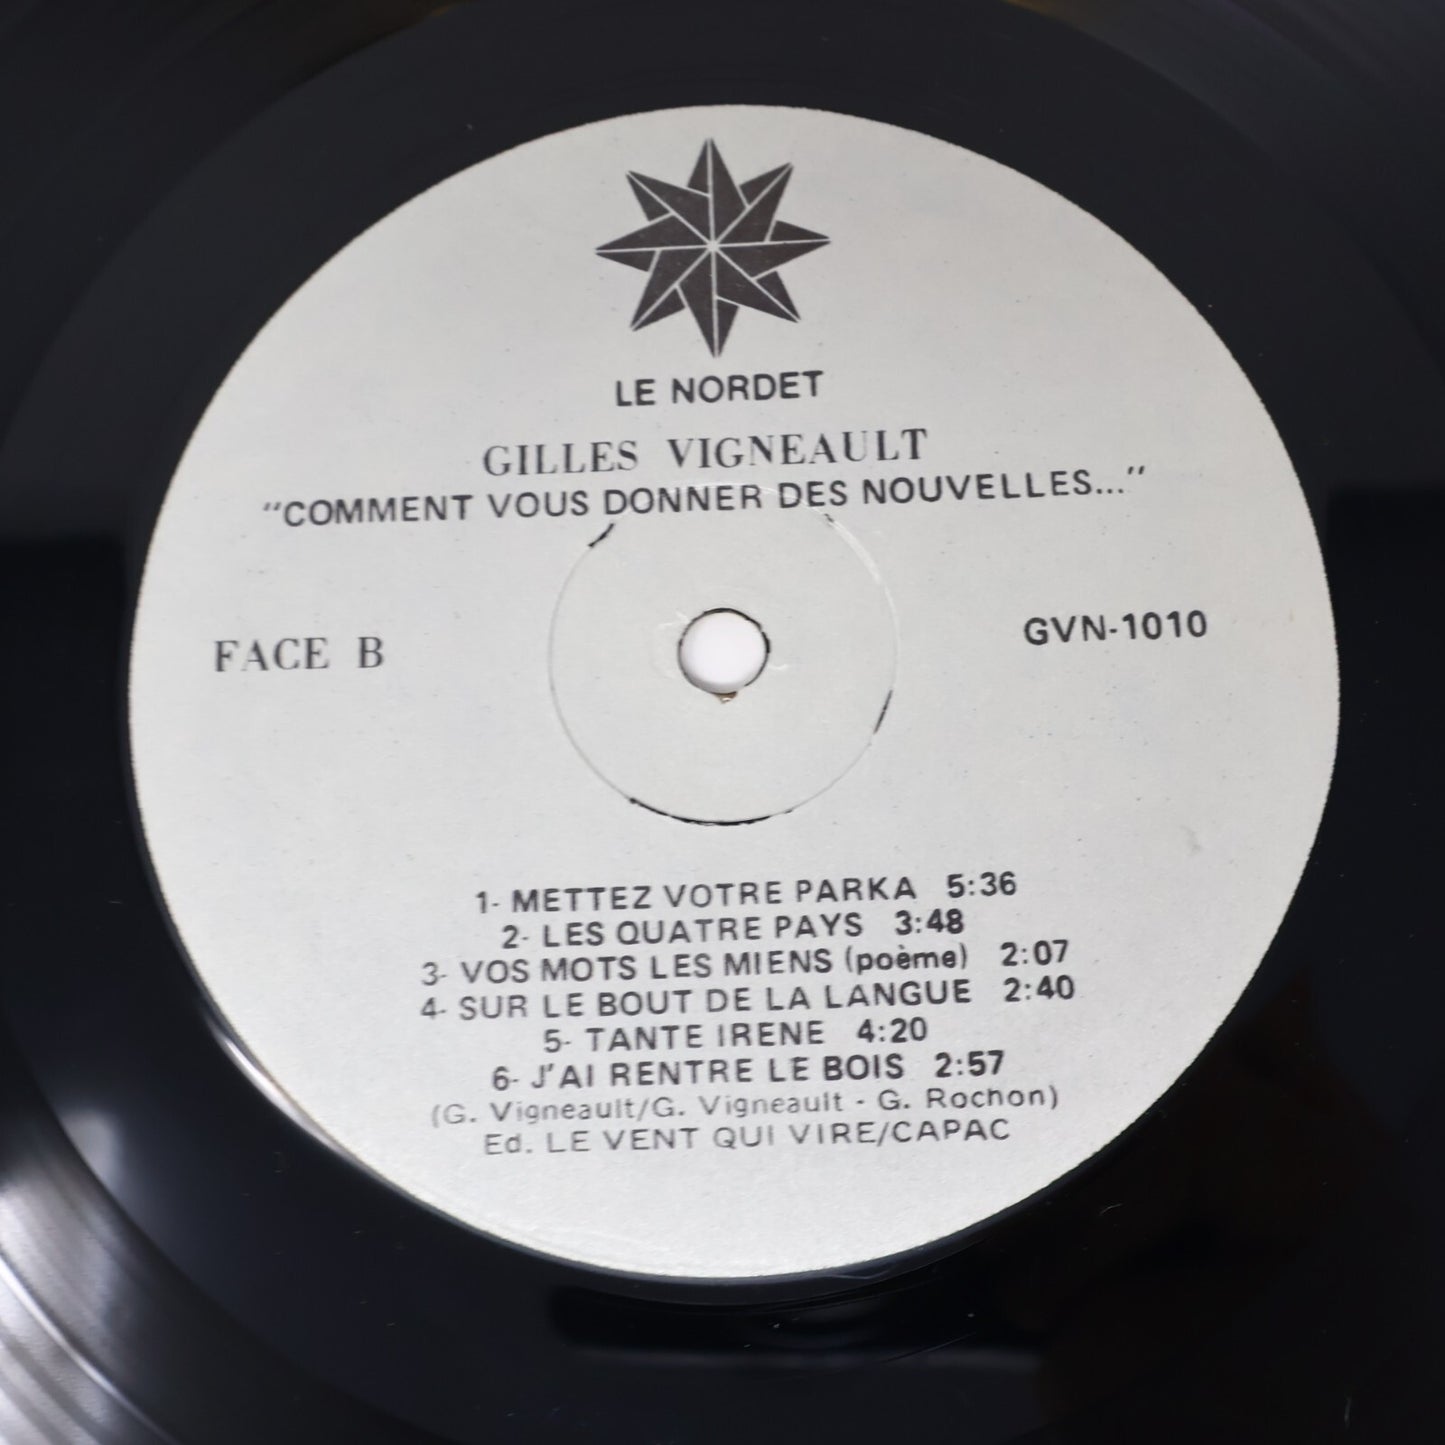 LE NORDET
GILLES VIGNEAULT
"COMMENT VOUS DONNER DES NOUVELLES..."
FACE B
GVN-1010
1- METTEZ VOTRE PARKA 5:36
2- LES QUATRE PAYS 3:48
3- VOS MOTS LES MIENS (poème) 2:07
4- SUR LE BOUT DE LA LANGUE 2:40
5- TANTE IRENE 4:20
6- J'AI RENTRE LE BOIS 2:57
(G. Vigneault/G. Vigneault - G. Rochon)
Ed. LE VENT QUI VIRE/CAPAC